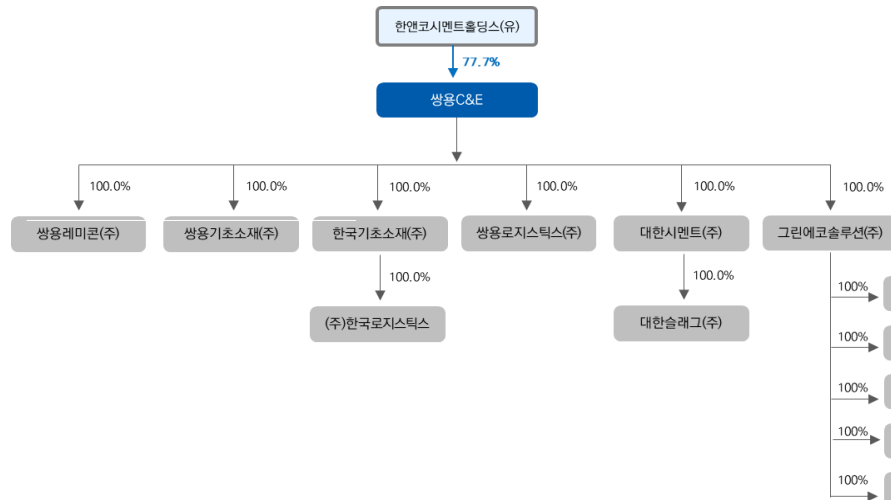 한앤코시멘트홀딩스(유)
77.7%
쌍용C&E
100.0%
100.0%
100.0%
100.0%
100.0%
100.0%
쌍용레미콘(주)
쌍용기초소재(주)
한국기초소재(주)
쌍용로지스틱스(주)
대한시멘트(주)
그린에코솔루션(주)
100.0%
100.0%
(주)한국로지스틱스
대한슬래그(주)
100%
100%
100%
100%
100%